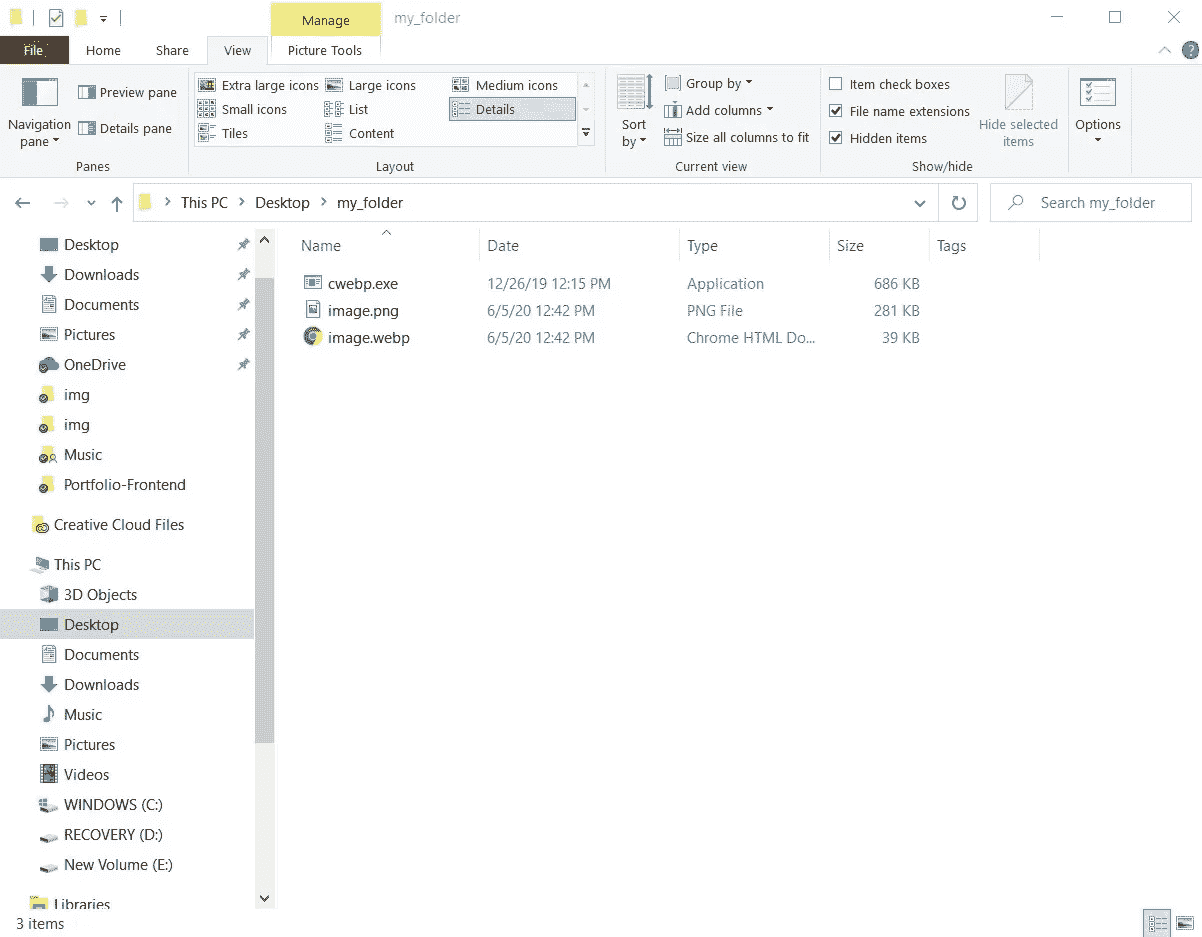 Manage my_folder
File Home Share View Picture Tools
Navigation pane
Preview pane
Details pane
Panes
Extra large icons Large icons Medium icons
Small icons List Details
Tiles Content
Layout
Sort by
Group by
Add columns
Size all columns to fit
Current view
Item check boxes
File name extensions
Hidden items
Hide selected items
Show/hide
Options
This PC Desktop my_folder
Search my_folder
Desktop
Downloads
Documents
Pictures
OneDrive
img
img
Music
Portfolio-Frontend
Creative Cloud Files
This PC
3D Objects
Desktop
Documents
Downloads
Music
Pictures
Videos
WINDOWS (C:)
RECOVERY (D:)
New Volume (E:)
Libraries
Name Date Type Size Tags
cwebp.exe 12/26/19 12:15 PM Application 686 KB
image.png 6/5/20 12:42 PM PNG File 281 KB
image.webp 6/5/20 12:42 PM Chrome HTML Do... 39 KB
3 items